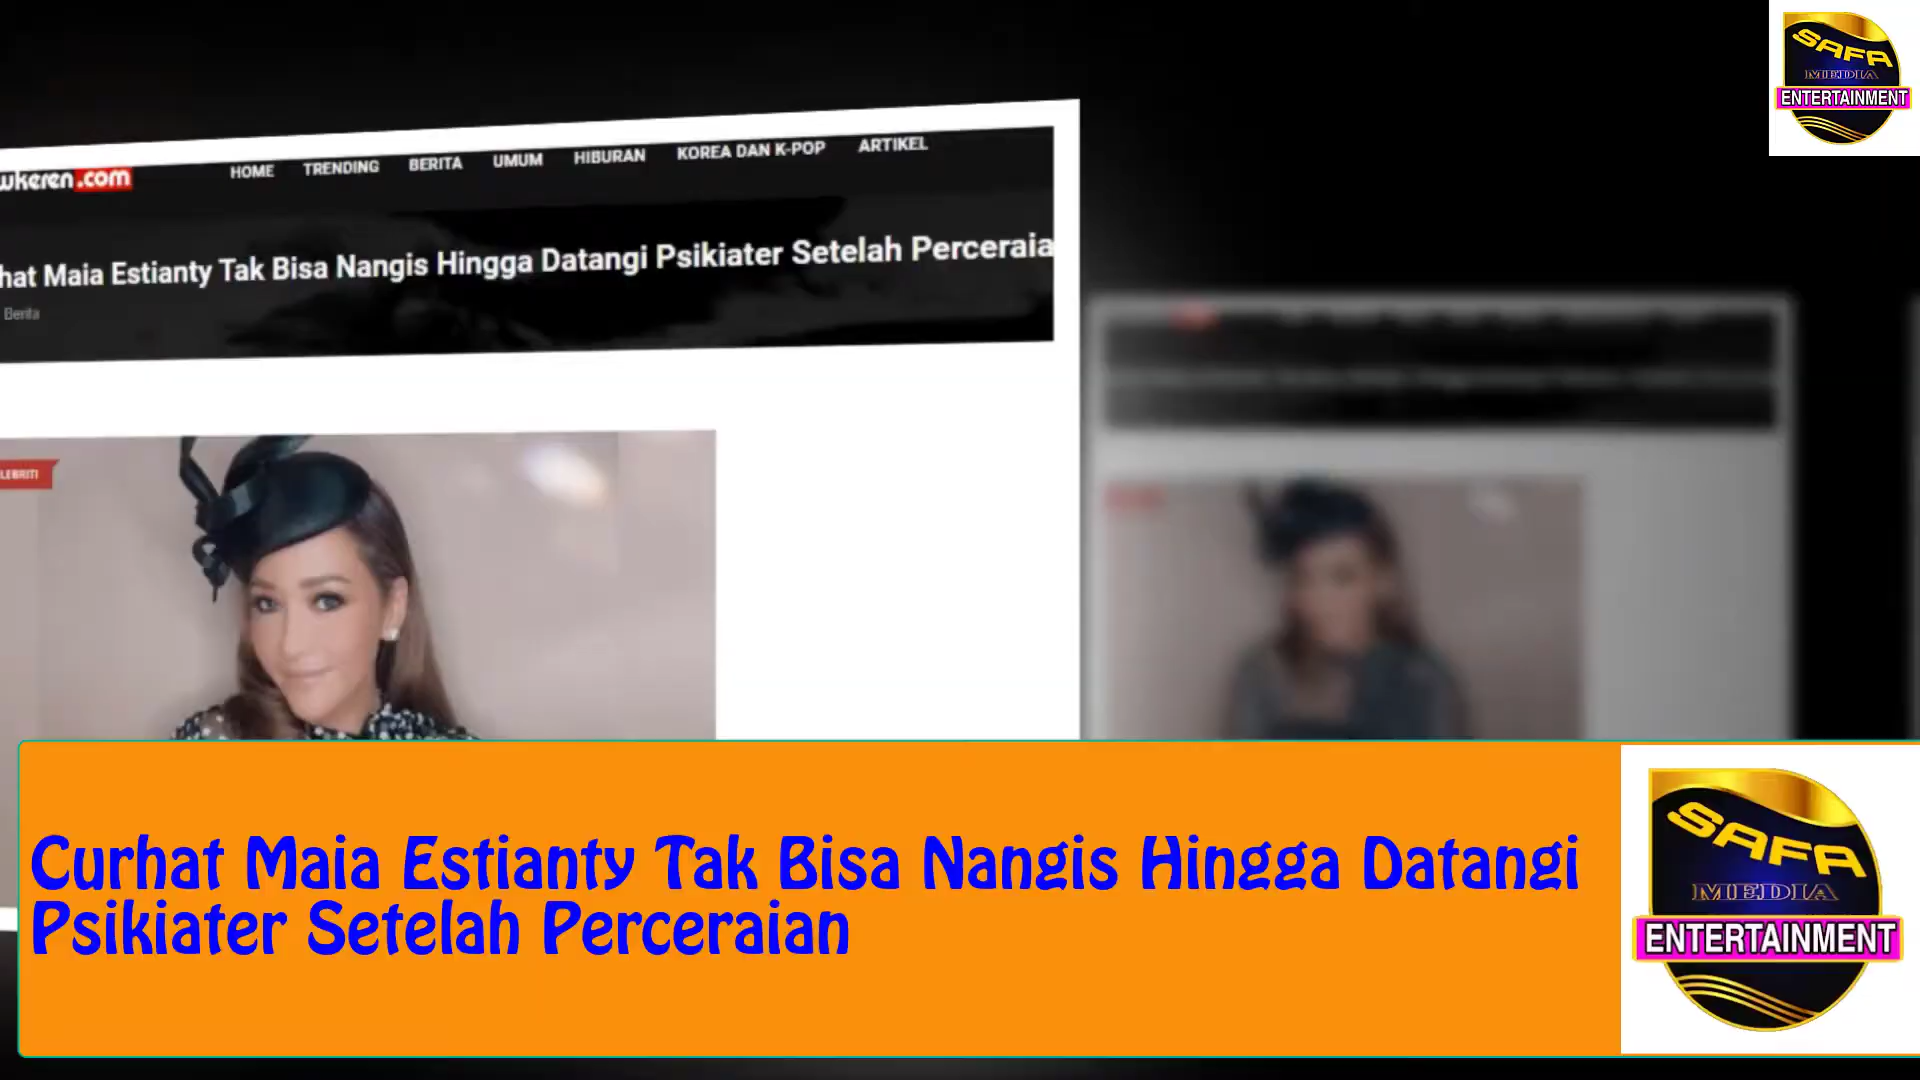 SAFA
MEDIA
ENTERTAINMENT
wkeren.com
HOME TRENDING BERITA UMUM HIBURAN KOREA DAN K-POP ARTIKEL
hat Maia Estianty Tak Bisa Nangis Hingga Datangi Psikiater Setelah Perceraia
Berita
LEBRITI
Curhat Maia Estianty Tak Bisa Nangis Hingga Datangi
Psikiater Setelah Perceraian
SAFA
MEDIA
ENTERTAINMENT